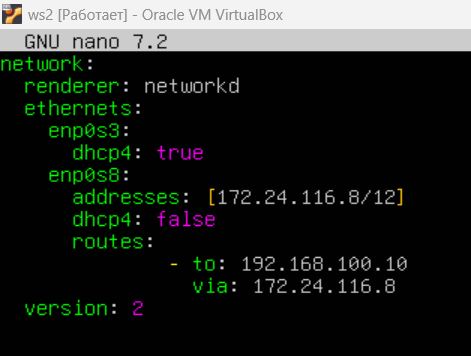 ws2 [Работает] - Oracle VM VirtualBox
GNU nano 7.2
network:
  renderer: networkd
  ethernets:
    enp0s3:
      dhcp4: true
    enp0s8:
      addresses: [172.24.116.8/12]
      dhcp4: false
      routes:
              - to: 192.168.100.10
                via: 172.24.116.8
  version: 2